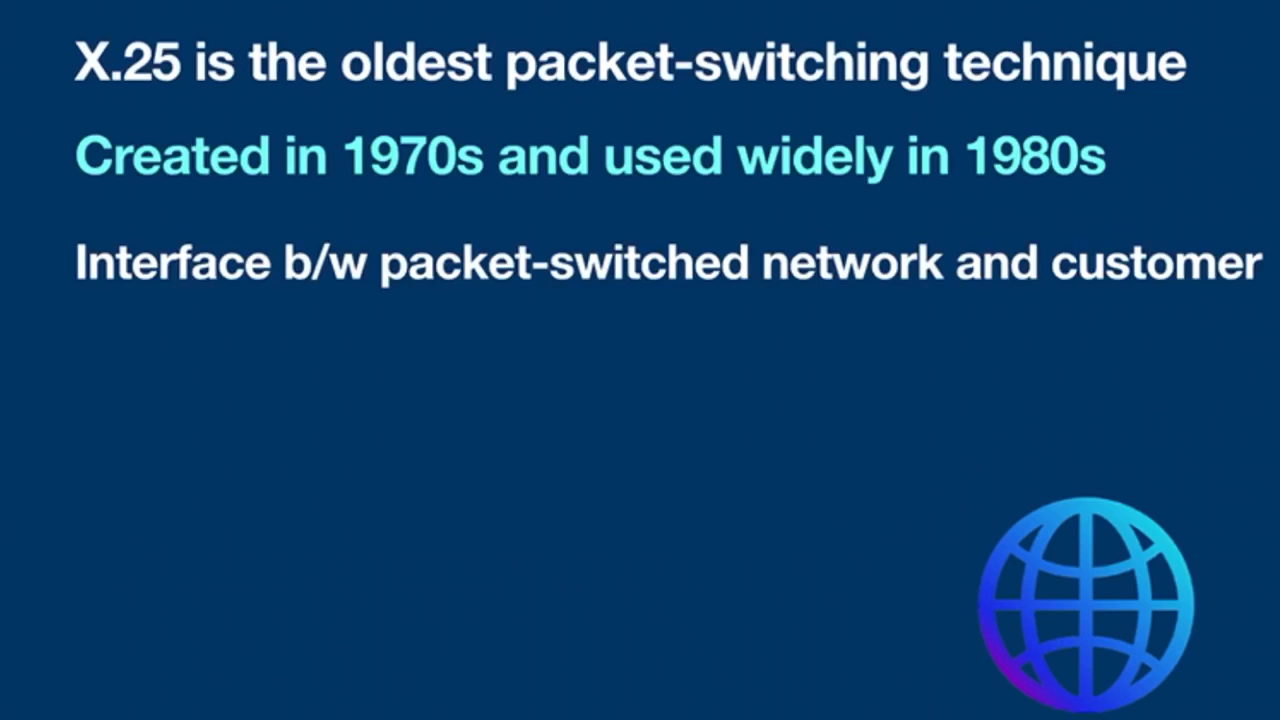 X.25 is the oldest packet-switching technique
Created in 1970s and used widely in 1980s
Interface b/w packet-switched network and customer